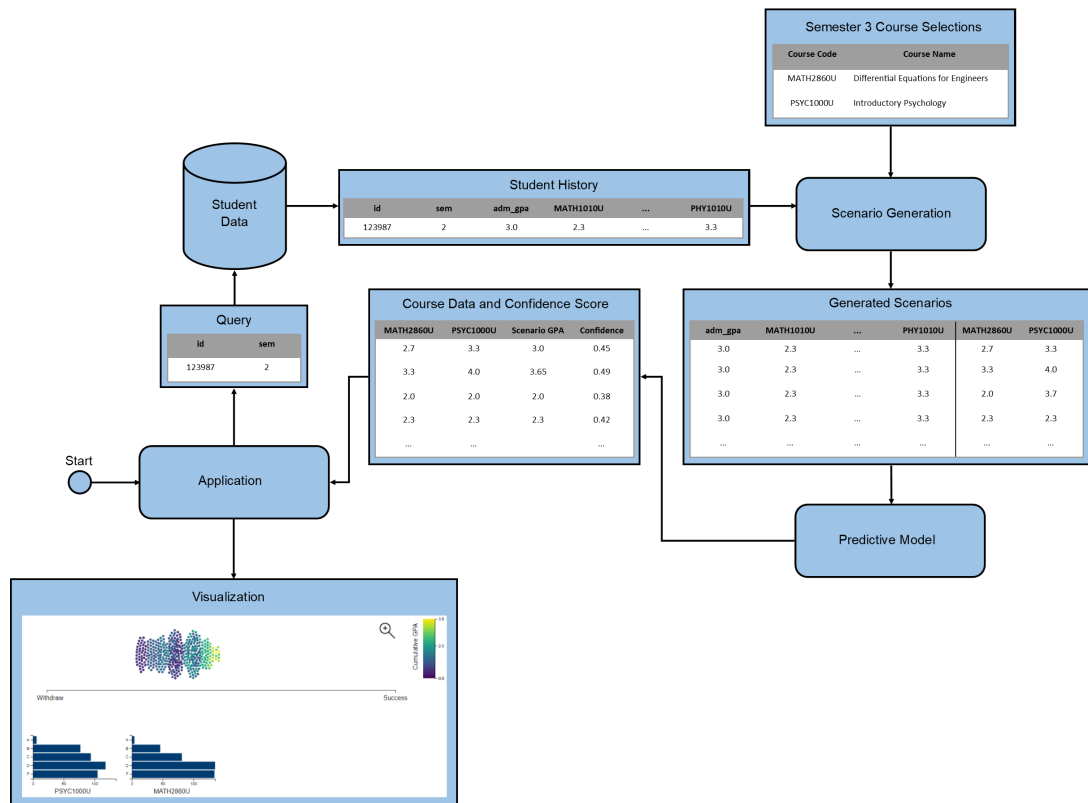 Semester 3 Course Selections
Course Code Course Name
MATH2860U Differential Equations for Engineers
PSYC1000U Introductory Psychology
Student
Data
Student History
id sem adm_gpa MATH1010U ... PHY1010U
123987 2 3.0 2.3 ... 3.3
Scenario Generation
Query
id sem
123987 2
Course Data and Confidence Score
MATH2860U PSYC1000U Scenario GPA Confidence
2.7 3.3 3.0 0.45
3.3 4.0 3.65 0.49
2.0 2.0 2.0 0.38
2.3 2.3 2.3 0.42
... ... ...
Generated Scenarios
adm_gpa MATH1010U ... PHY1010U MATH2860U PSYC1000U
3.0 2.3 ... 3.3 2.7 3.3
3.0 2.3 ... 3.3 3.3 4.0
3.0 2.3 ... 3.3 2.0 3.7
3.0 2.3 ... 3.3 2.3 2.3
... ... ... ... ... ...
Start
Application
Predictive Model
Visualization
Cumulative GPA
Withdraw Success
0 50 100
PSYC1000U
0 50 100
MATH2860U